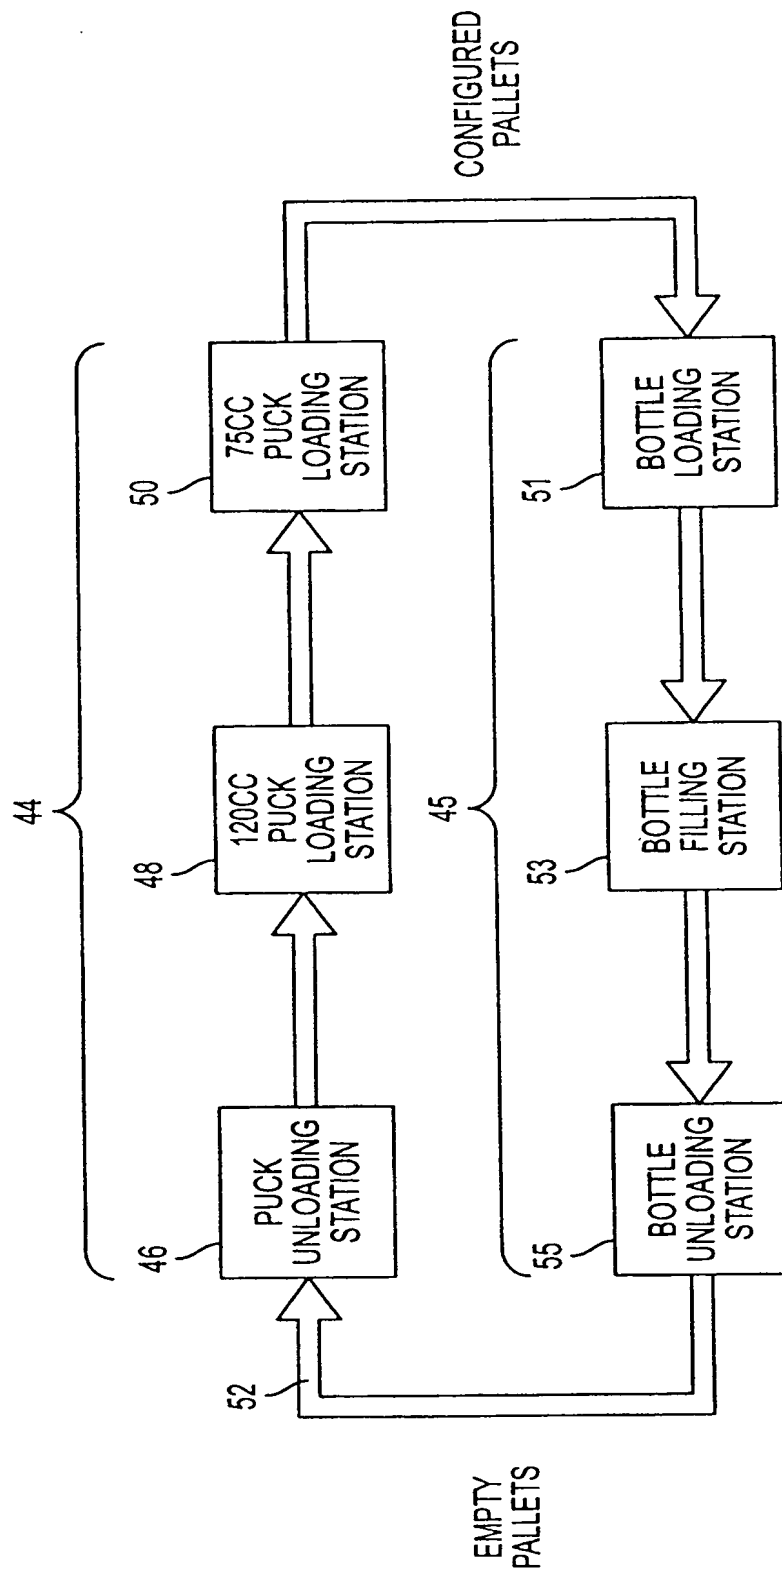 44
46
PUCK
UNLOADING
STATION
48
120CC
PUCK
LOADING
STATION
50
75CC
PUCK
LOADING
STATION
EMPTY
PALLETS
52
CONFIGURED
PALLETS
45
55
BOTTLE
UNLOADING
STATION
53
BOTTLE
FILLING
STATION
51
BOTTLE
LOADING
STATION